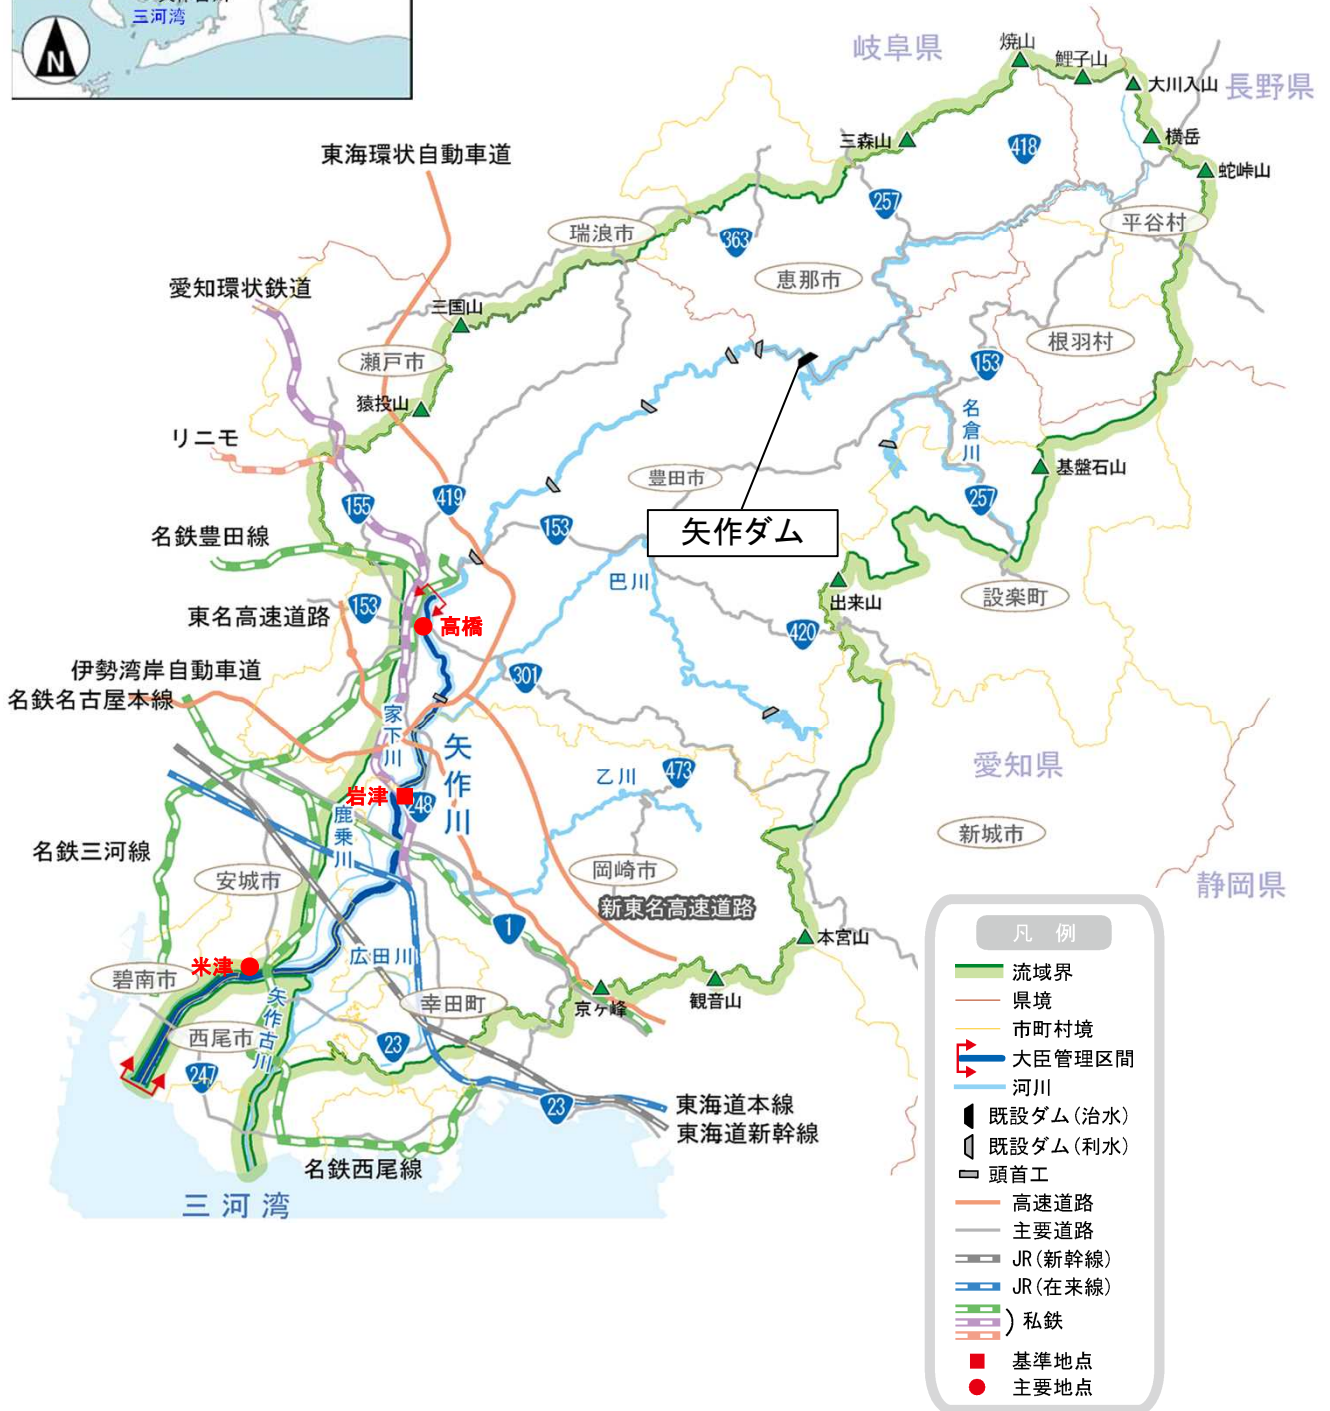 三河湾
N
岐阜県
焼山
鯉子山
大川入山
長野県
三森山
418
横岳
蛇峠山
東海環状自動車道
257
平谷村
瑞浪市
363
恵那市
愛知環状鉄道
三国山
根羽村
瀬戸市
153
猿投山
名倉川
リニモ
豊田市
基盤石山
155
419
257
153
矢作ダム
名鉄豊田線
巴川
設楽町
出来山
153
東名高速道路
高橋
420
伊勢湾岸自動車道
301
名鉄名古屋本線
家下川
矢作川
愛知県
乙川
473
岩津
248
鹿乗川
新城市
名鉄三河線
岡崎市
安城市
静岡県
新東名高速道路
1
本宮山
広田川
米津
碧南市
矢作古川
幸田町
京ヶ峰
観音山
西尾市
23
247
23
東海道本線
東海道新幹線
名鉄西尾線
三河湾
凡 例
流域界
県境
市町村境
大臣管理区間
河川
既設ダム(治水)
既設ダム(利水)
頭首工
高速道路
主要道路
JR(新幹線)
JR(在来線)
私鉄
基準地点
主要地点